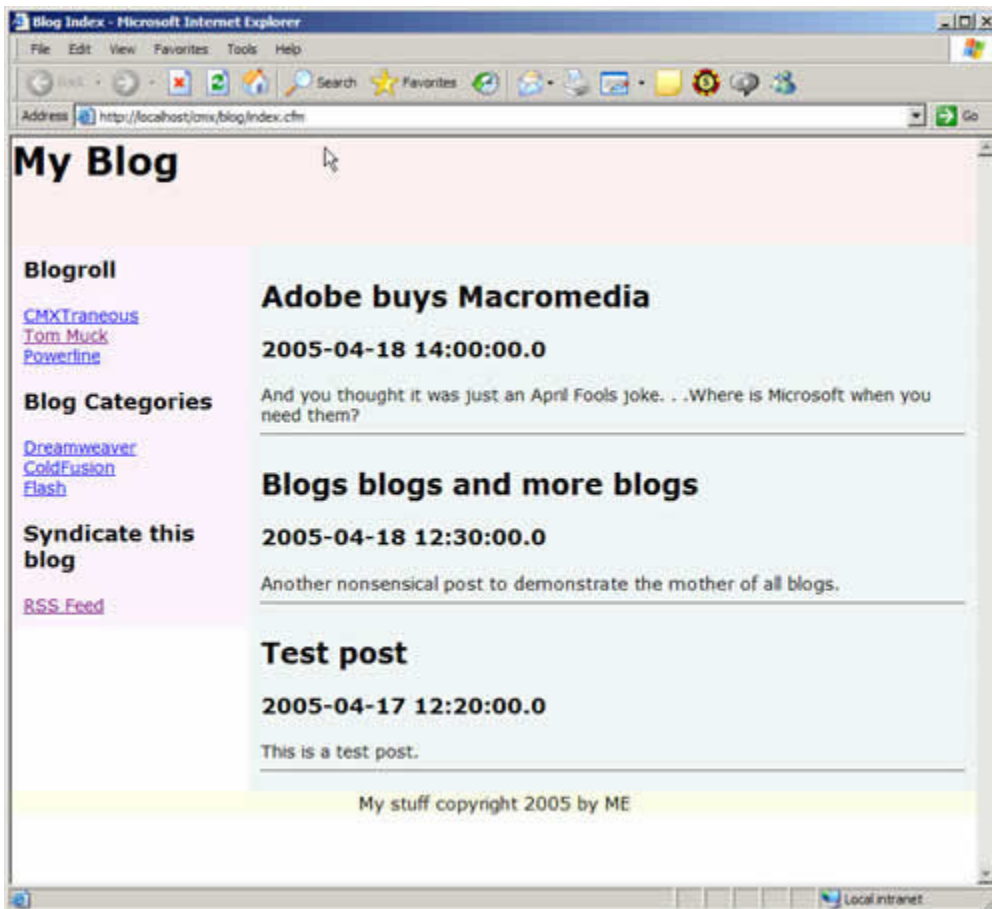 Blog Index - Microsoft Internet Explorer
File Edit View Favorites Tools Help
Back Search Favorites
Address http://localhost/cmx/blog/index.cfm Go
My Blog
Blogroll
CMXTraneous
Tom Muck
Powerline
Blog Categories
Dreamweaver
ColdFusion
Flash
Syndicate this
blog
RSS Feed
Adobe buys Macromedia
2005-04-18 14:00:00.0
And you thought it was just an April Fools joke. . .Where is Microsoft when you
need them?
Blogs blogs and more blogs
2005-04-18 12:30:00.0
Another nonsensical post to demonstrate the mother of all blogs.
Test post
2005-04-17 12:20:00.0
This is a test post.
My stuff copyright 2005 by ME
Local intranet